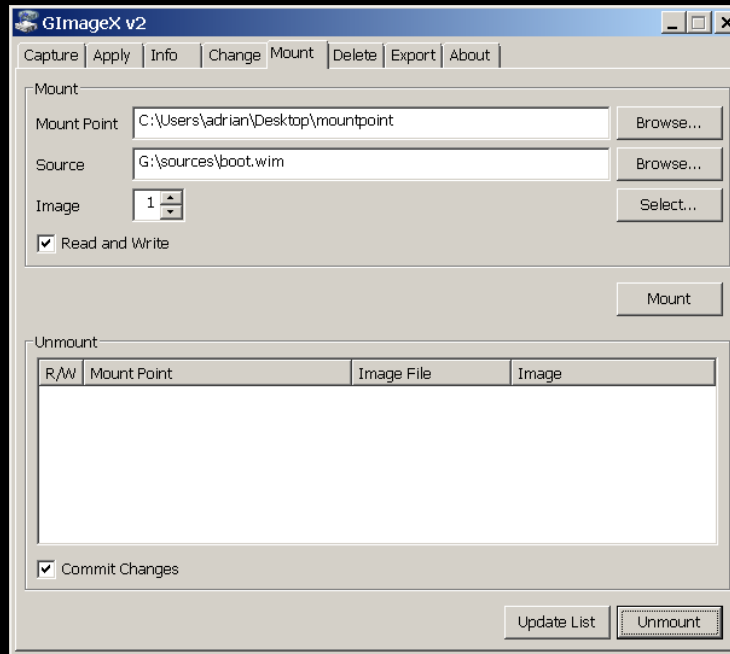 GImageX v2
Capture Apply Info Change Mount Delete Export About
Mount
Mount Point C:\Users\adrian\Desktop\mountpoint Browse...
Source G:\sources\boot.wim Browse...
Image 1 Select...
Read and Write
Mount
Unmount
R/W Mount Point Image File Image
Commit Changes
Update List Unmount